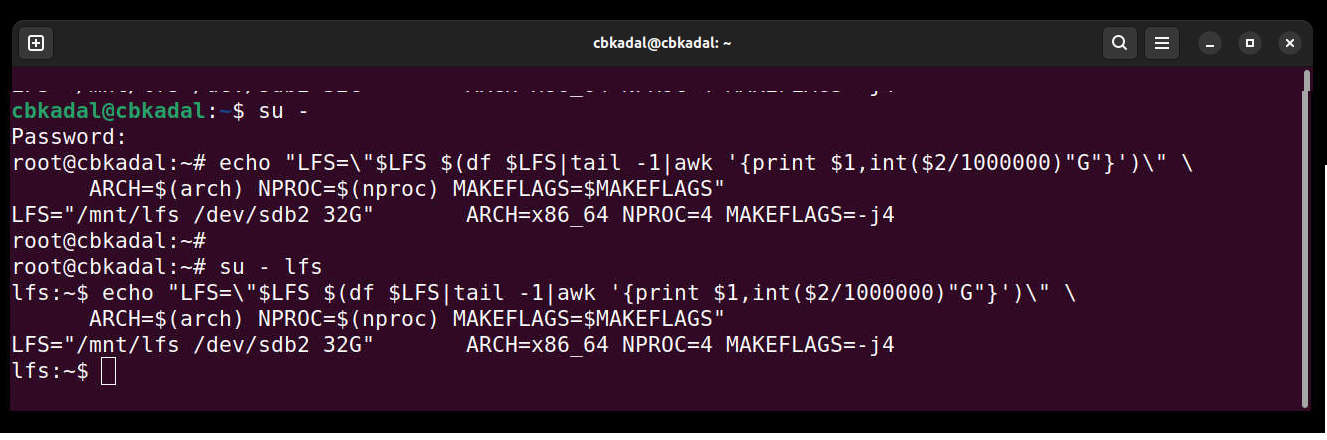 cbkadal@cbkadal: ~
cbkadal@cbkadal:~$ su -
Password:
root@cbkadal:~# echo "LFS=\"$LFS $(df $LFS|tail -1|awk '{print $1,int($2/1000000)"G"}')\" \
      ARCH=$(arch) NPROC=$(nproc) MAKEFLAGS=$MAKEFLAGS"
LFS="/mnt/lfs /dev/sdb2 32G"       ARCH=x86_64 NPROC=4 MAKEFLAGS=-j4
root@cbkadal:~#
root@cbkadal:~# su - lfs
lfs:~$ echo "LFS=\"$LFS $(df $LFS|tail -1|awk '{print $1,int($2/1000000)"G"}')\" \
      ARCH=$(arch) NPROC=$(nproc) MAKEFLAGS=$MAKEFLAGS"
LFS="/mnt/lfs /dev/sdb2 32G"       ARCH=x86_64 NPROC=4 MAKEFLAGS=-j4
lfs:~$